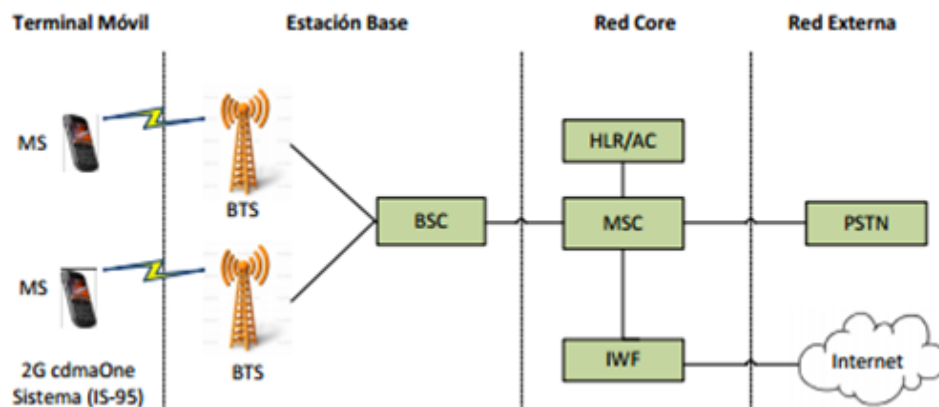 Terminal Móvil
Estación Base
Red Core
Red Externa
MS
BTS
HLR/AC
BSC
MSC
PSTN
MS
BTS
IWF
Internet
2G cdmaOne
Sistema (IS-95)